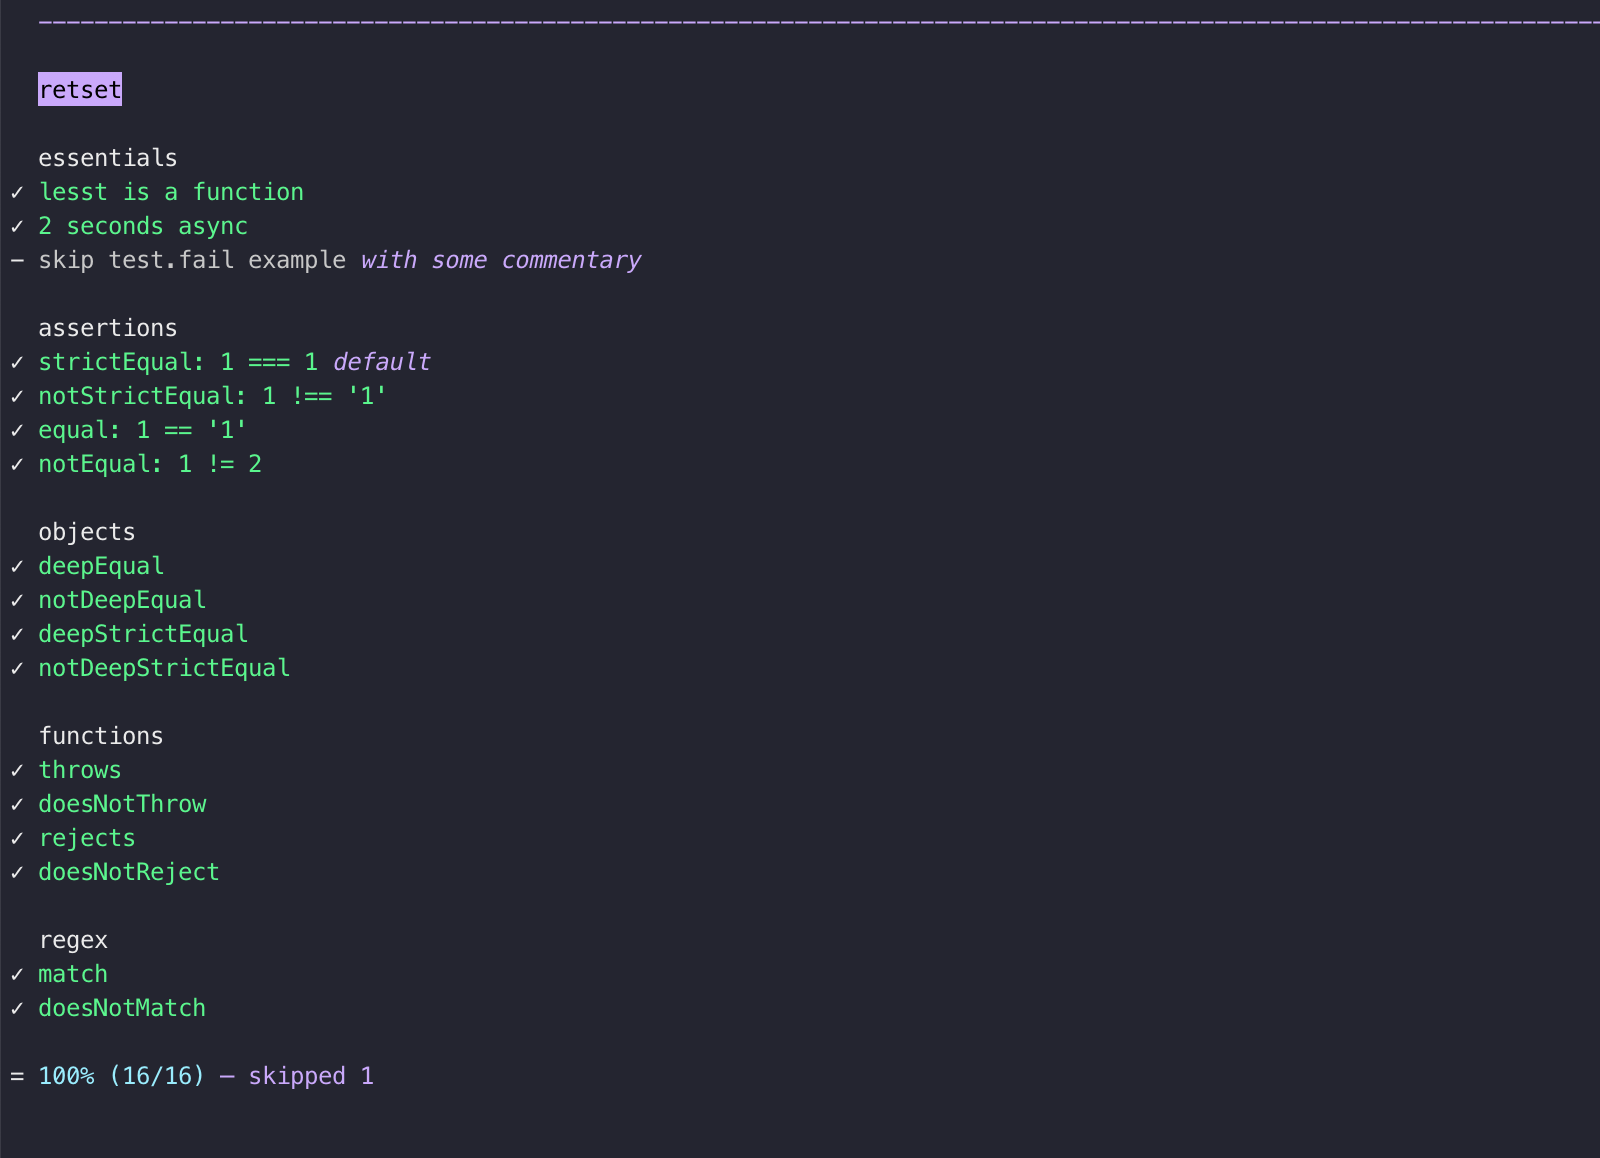 retset
essentials
✓ lesst is a function
✓ 2 seconds async
– skip test.fail example with some commentary
assertions
✓ strictEqual: 1 === 1 default
✓ notStrictEqual: 1 !== '1'
✓ equal: 1 == '1'
✓ notEqual: 1 != 2
objects
✓ deepEqual
✓ notDeepEqual
✓ deepStrictEqual
✓ notDeepStrictEqual
functions
✓ throws
✓ doesNotThrow
✓ rejects
✓ doesNotReject
regex
✓ match
✓ doesNotMatch
= 100% (16/16) – skipped 1